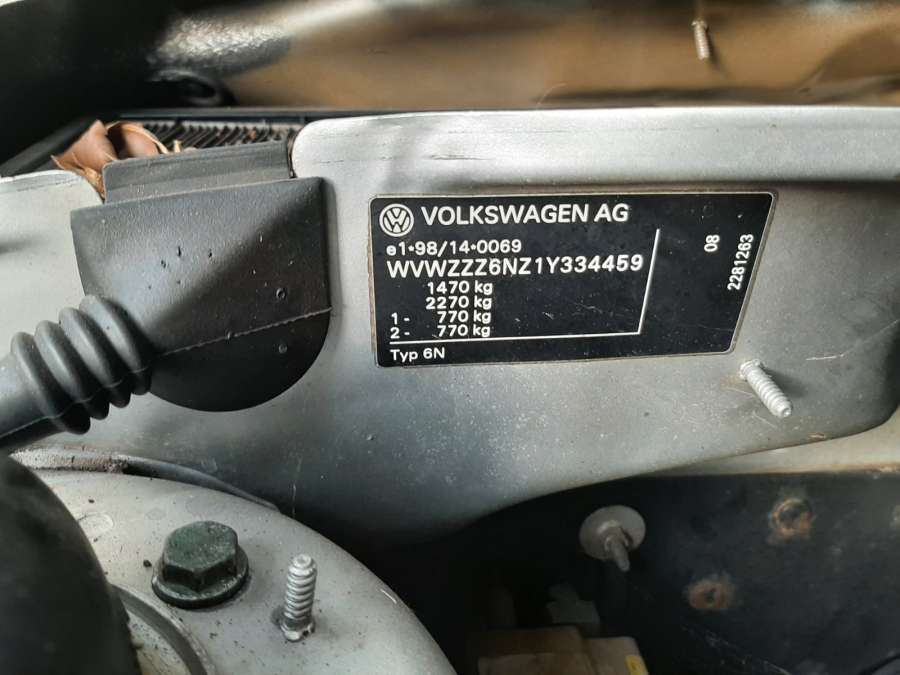 VOLKSWAGEN AG
e1*98/14*0069
WVWZZZ6NZ1Y334459
1470 kg
2270 kg
1- 770 kg
2- 770 kg
Typ 6N
08
2281263